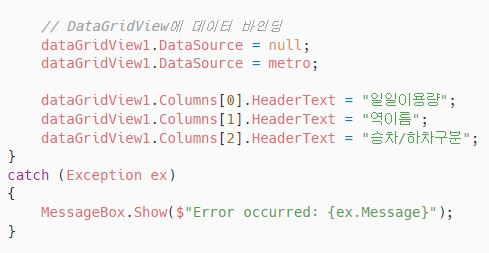 // DataGridView에 데이터 바인딩
dataGridView1.DataSource = null;
dataGridView1.DataSource = metro;
dataGridView1.Columns[0].HeaderText = "일일이용량";
dataGridView1.Columns[1].HeaderText = "역이름";
dataGridView1.Columns[2].HeaderText = "승차/하차구분";
}
catch (Exception ex)
{
MessageBox.Show($"Error occurred: {ex.Message}");
}